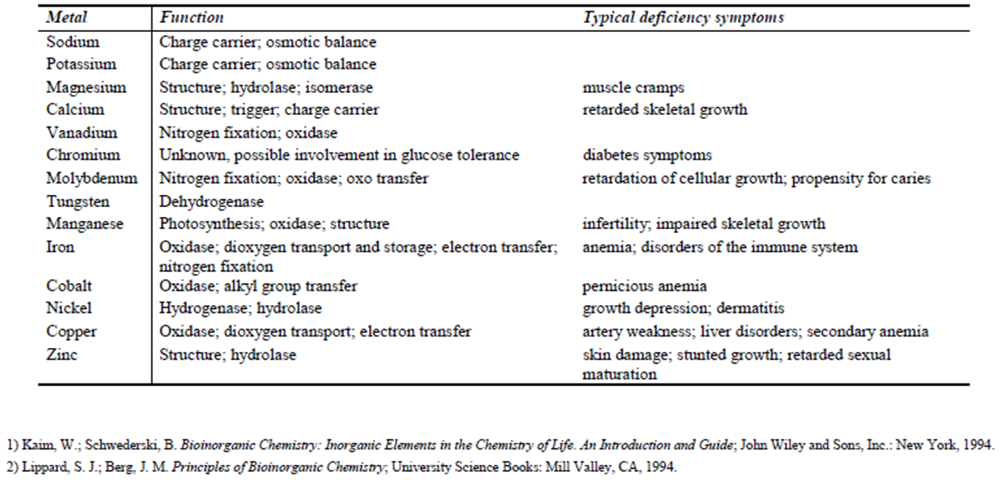 Metal Function Typical deficiency symptoms
Sodium Charge carrier; osmotic balance
Potassium Charge carrier; osmotic balance
Magnesium Structure; hydrolase; isomerase muscle cramps
Calcium Structure; trigger; charge carrier retarded skeletal growth
Vanadium Nitrogen fixation; oxidase
Chromium Unknown, possible involvement in glucose tolerance diabetes symptoms
Molybdenum Nitrogen fixation; oxidase; oxo transfer retardation of cellular growth; propensity for caries
Tungsten Dehydrogenase
Manganese Photosynthesis; oxidase; structure infertility; impaired skeletal growth
Iron Oxidase; dioxygen transport and storage; electron transfer; anemia; disorders of the immune system
nitrogen fixation
Cobalt Oxidase; alkyl group transfer pernicious anemia
Nickel Hydrogenase; hydrolase growth depression; dermatitis
Copper Oxidase; dioxygen transport; electron transfer artery weakness; liver disorders; secondary anemia
Zinc Structure; hydrolase skin damage; stunted growth; retarded sexual
maturation
1) Kaim, W.; Schwederski, B. Bioinorganic Chemistry: Inorganic Elements in the Chemistry of Life. An Introduction and Guide; John Wiley and Sons, Inc.: New York, 1994.
2) Lippard, S. J.; Berg, J. M. Principles of Bioinorganic Chemistry; University Science Books: Mill Valley, CA, 1994.